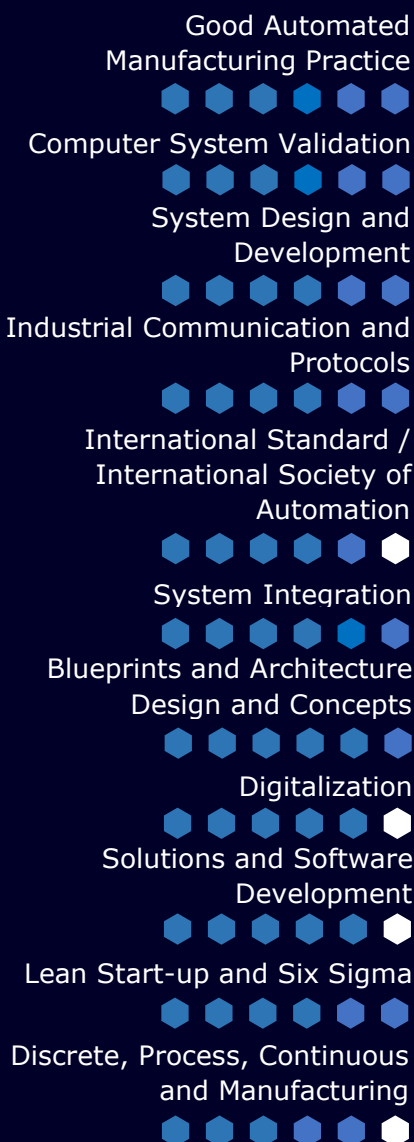 Good Automated
Manufacturing Practice
Computer System Validation
System Design and
Development
Industrial Communication and
Protocols
International Standard /
International Society of
Automation
System Integration
Blueprints and Architecture
Design and Concepts
Digitalization
Solutions and Software
Development
Lean Start-up and Six Sigma
Discrete, Process, Continuous
and Manufacturing